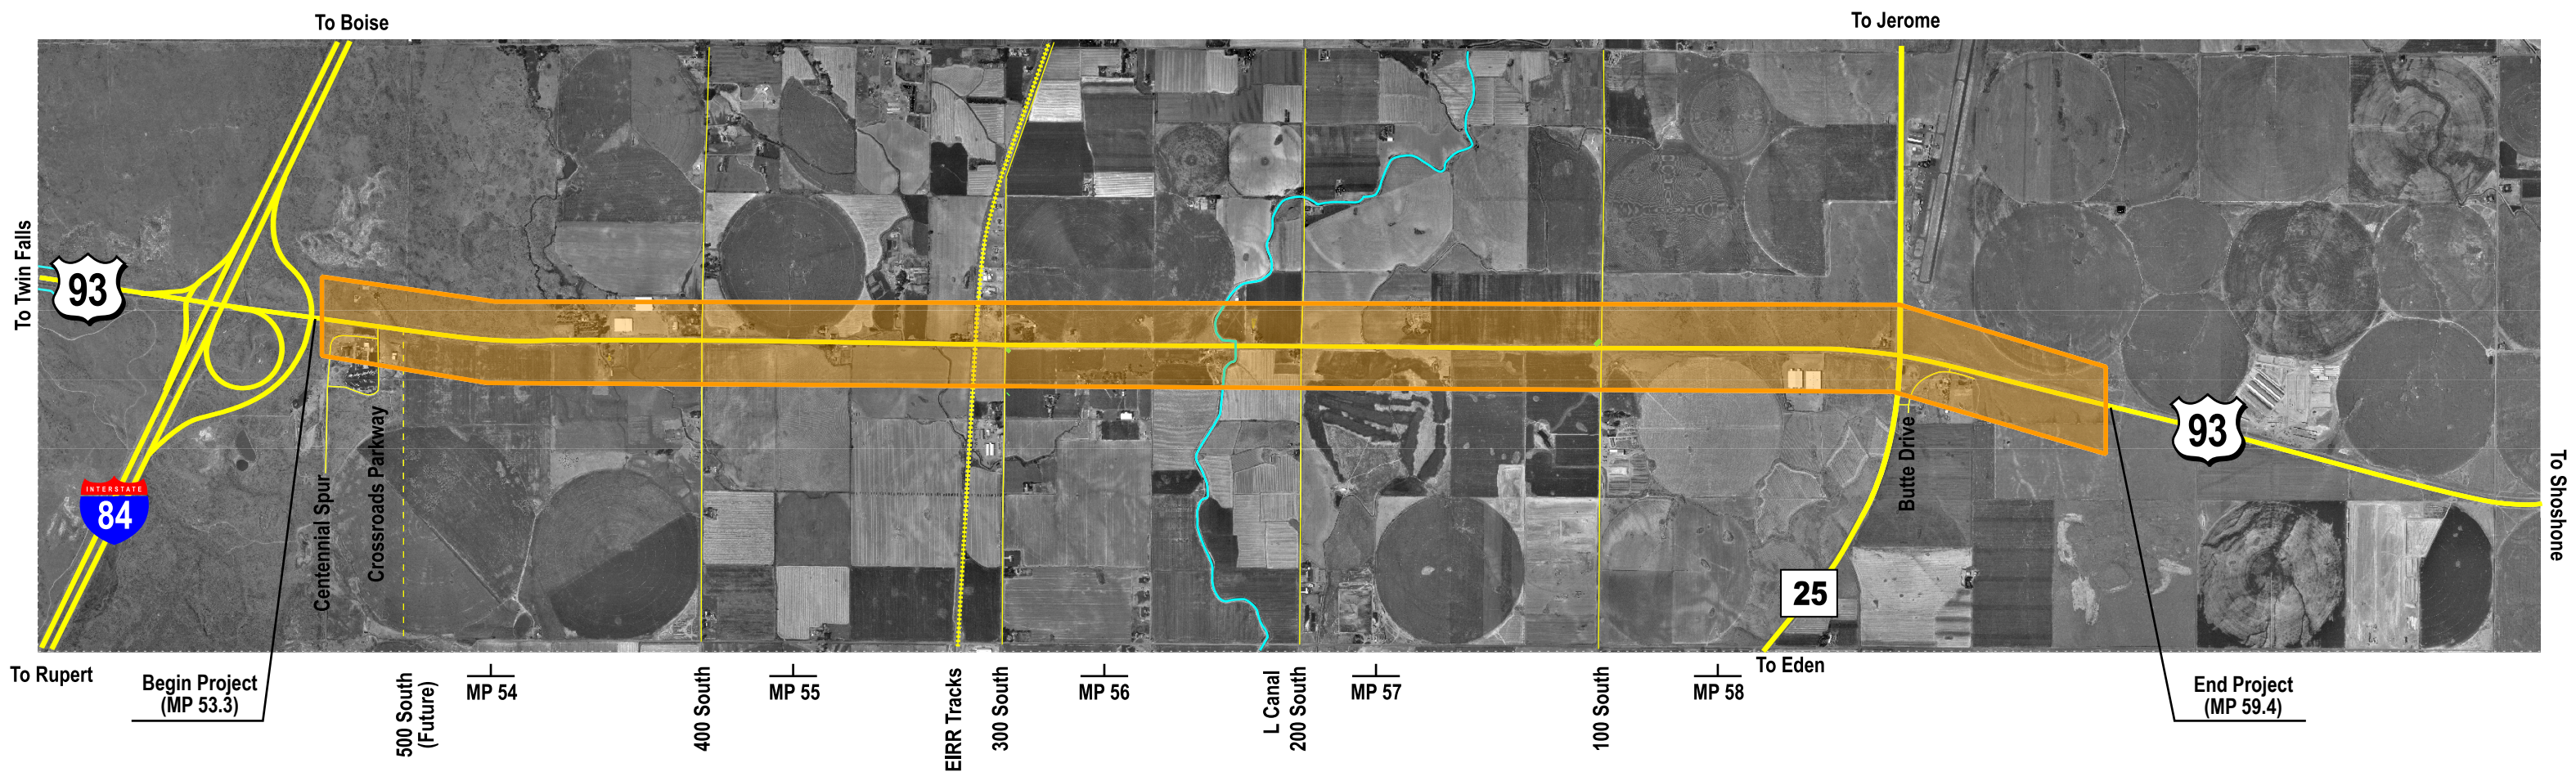 To Boise
To Jerome
To Twin Falls
93
INTERSTATE
84
Centennial Spur
Crossroads Parkway
Butte Drive
93
To Shoshone
25
To Rupert
Begin Project
(MP 53.3)
500 South
(Future)
MP 54
400 South
MP 55
EIRR Tracks
300 South
MP 56
L Canal
200 South
MP 57
100 South
MP 58
To Eden
End Project
(MP 59.4)